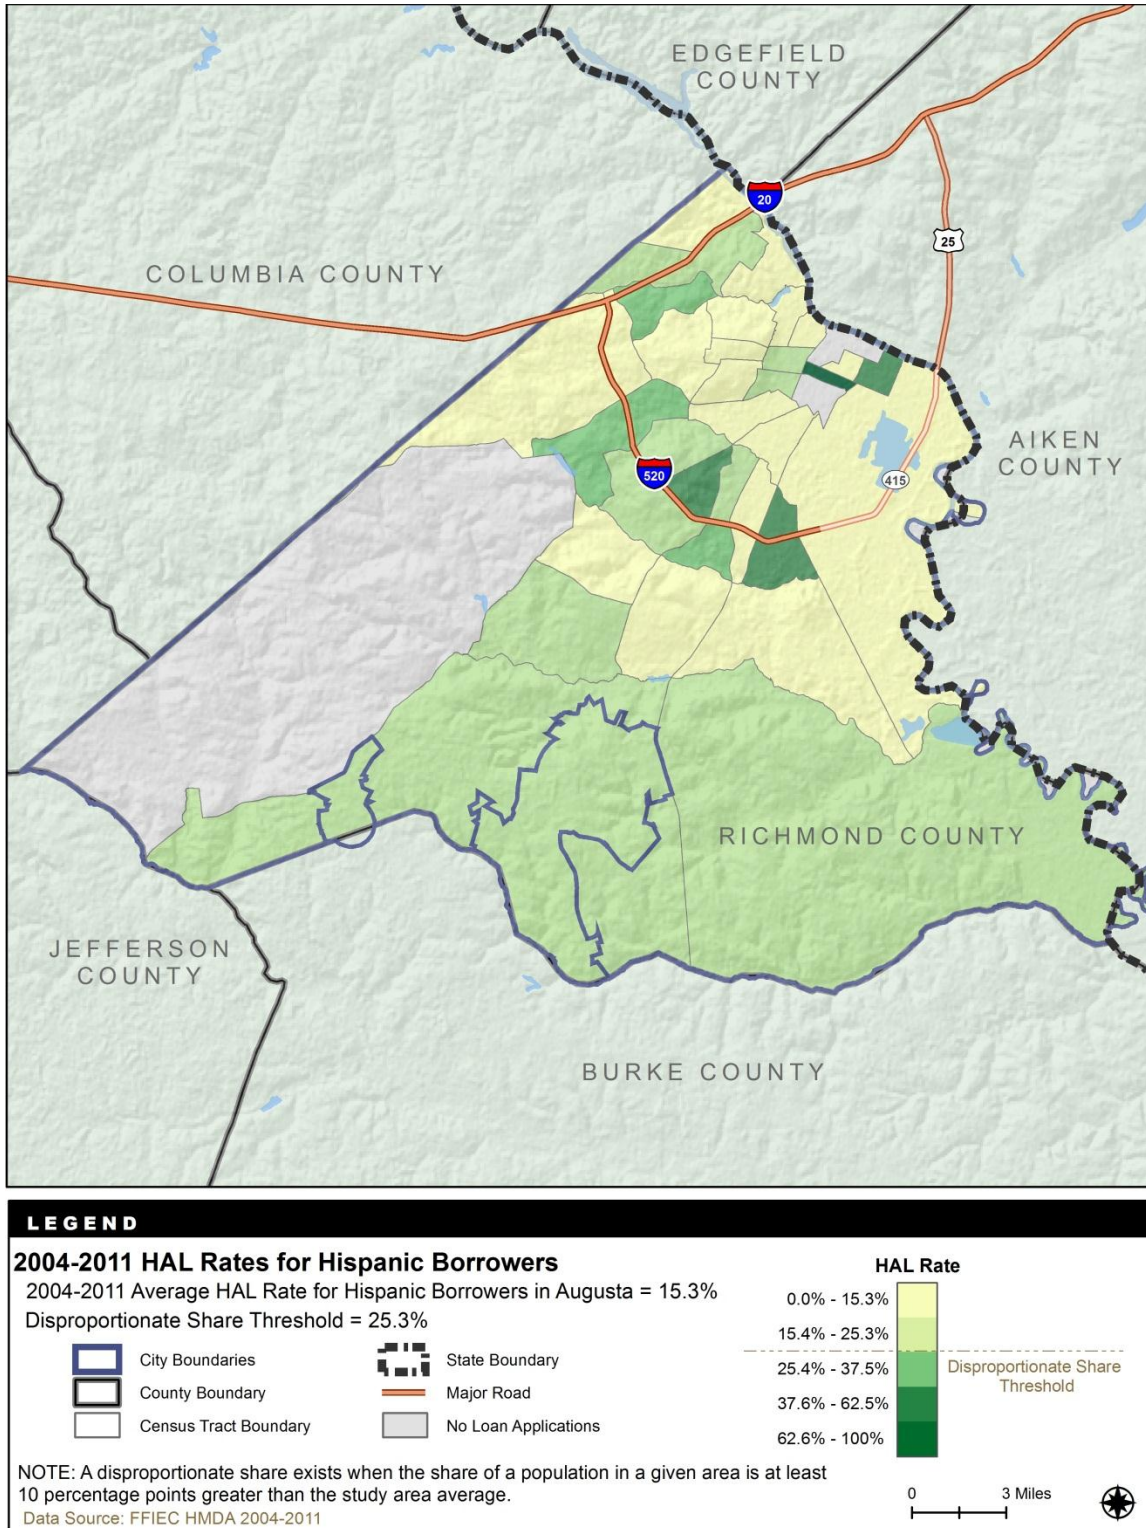 EDGEFIELD
COUNTY
20
25
COLUMBIA COUNTY
AIKEN
COUNTY
520
415
RICHMOND COUNTY
JEFFERSON
COUNTY
BURKE COUNTY
LEGEND
2004-2011 HAL Rates for Hispanic Borrowers
2004-2011 Average HAL Rate for Hispanic Borrowers in Augusta = 15.3%
Disproportionate Share Threshold = 25.3%
City Boundaries
State Boundary
County Boundary
Major Road
Census Tract Boundary
No Loan Applications
HAL Rate
0.0% - 15.3%
15.4% - 25.3%
25.4% - 37.5%
37.6% - 62.5%
62.6% - 100%
Disproportionate Share
Threshold
NOTE: A disproportionate share exists when the share of a population in a given area is at least
10 percentage points greater than the study area average.
Data Source: FFIEC HMDA 2004-2011
0 3 Miles